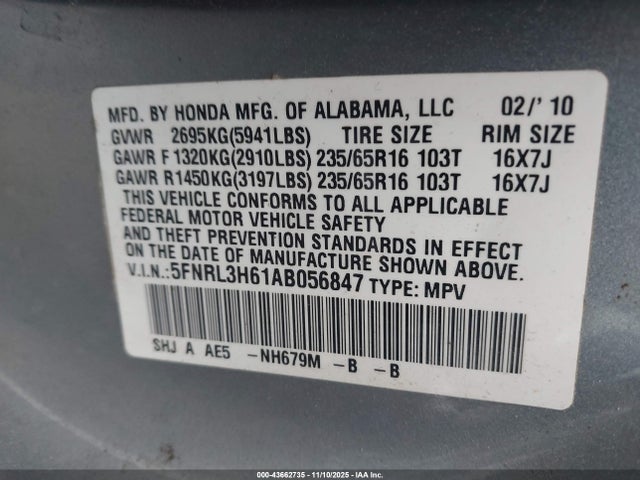 MFD. BY HONDA MFG. OF ALABAMA, LLC 02/' 10
GVWR 2695KG(5941LBS) TIRE SIZE RIM SIZE
GAWR F 1320KG(2910LBS) 235/65R16 103T 16X7J
GAWR R1450KG(3197LBS) 235/65R16 103T 16X7J
THIS VEHICLE CONFORMS TO ALL APPLICABLE
FEDERAL MOTOR VEHICLE SAFETY
AND THEFT PREVENTION STANDARDS IN EFFECT
ON THE DATE OF MANUFACTURE SHOWN ABOVE.
V.I.N.:5FNRL3H61AB056847 TYPE: MPV
SHJ A AE5 -NH679M -B -B
000-43662735 - 11/10/2025 - IAA Inc.